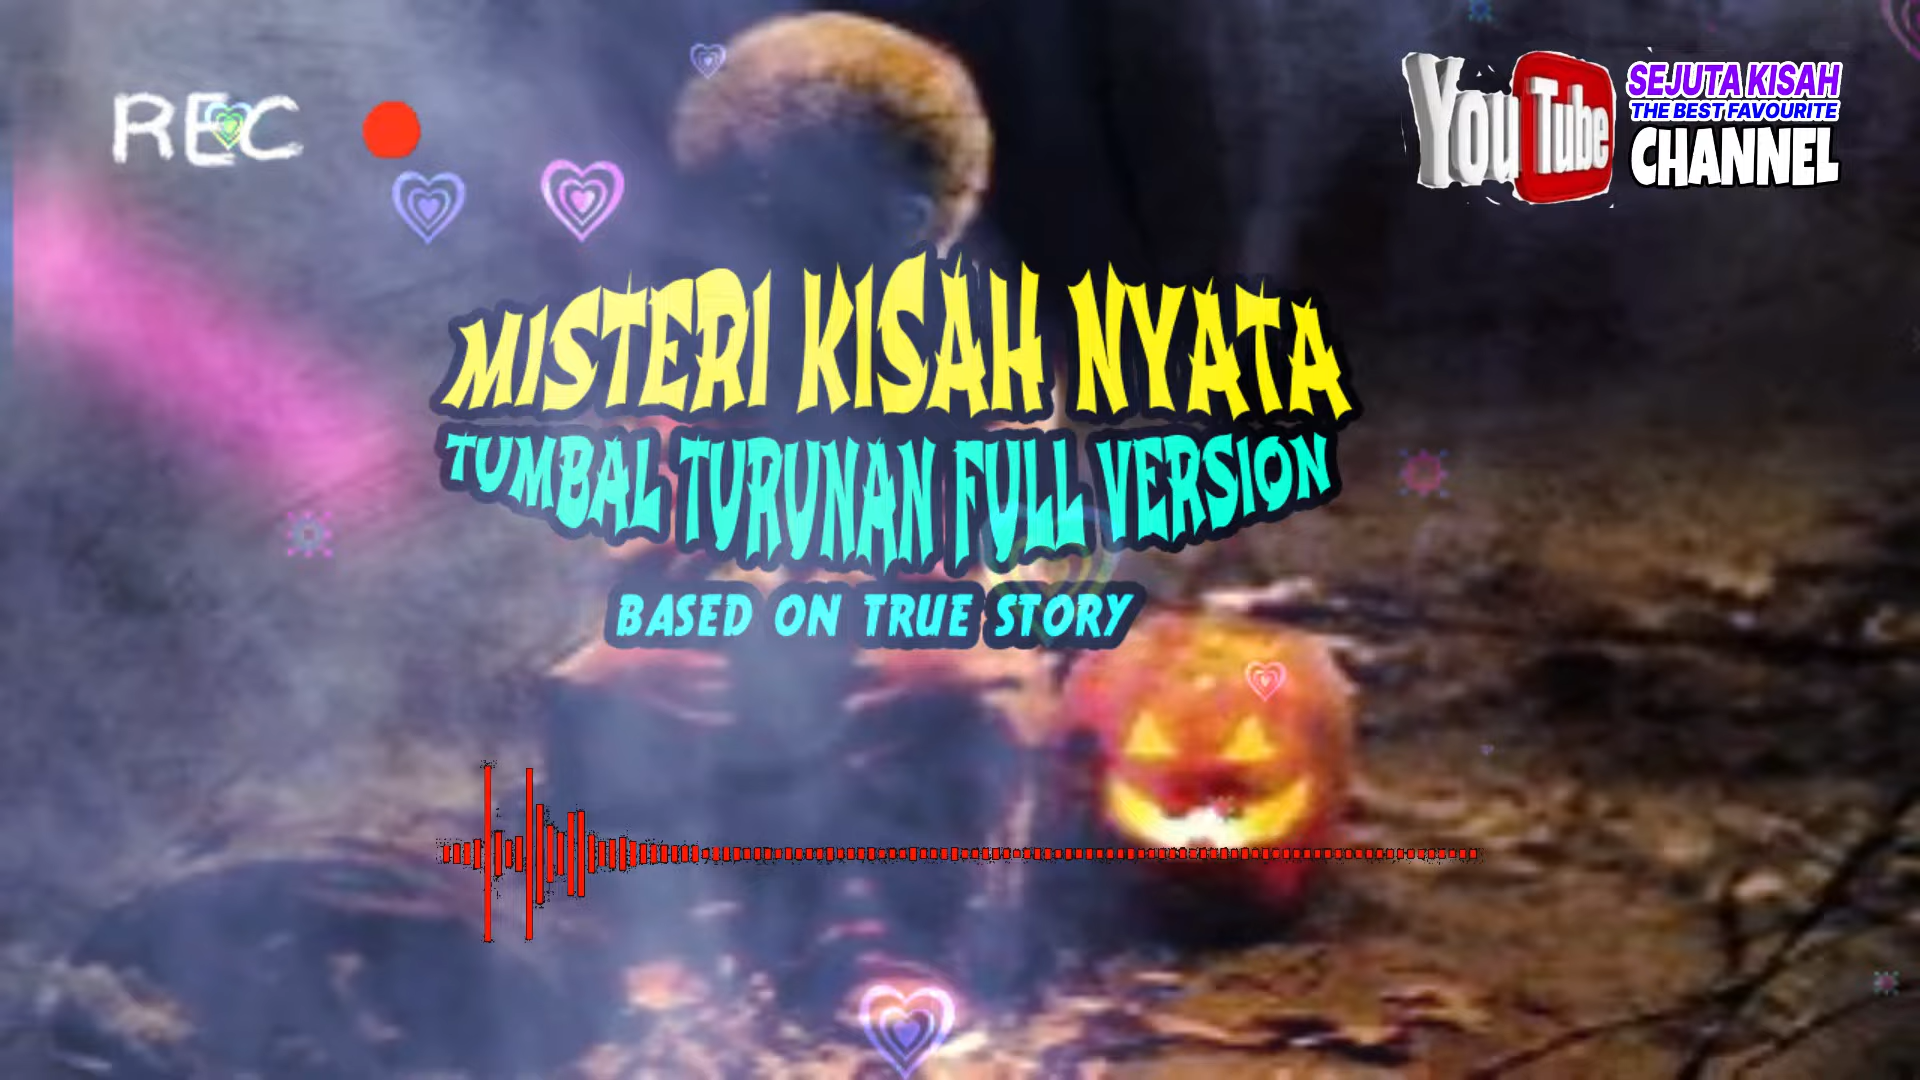 REC
YouTube
SEJUTA KISAH
THE BEST FAVOURITE
CHANNEL
MISTERI KISAH NYATA
TUMBAL TURUNAN FULL VERSION
BASED ON TRUE STORY